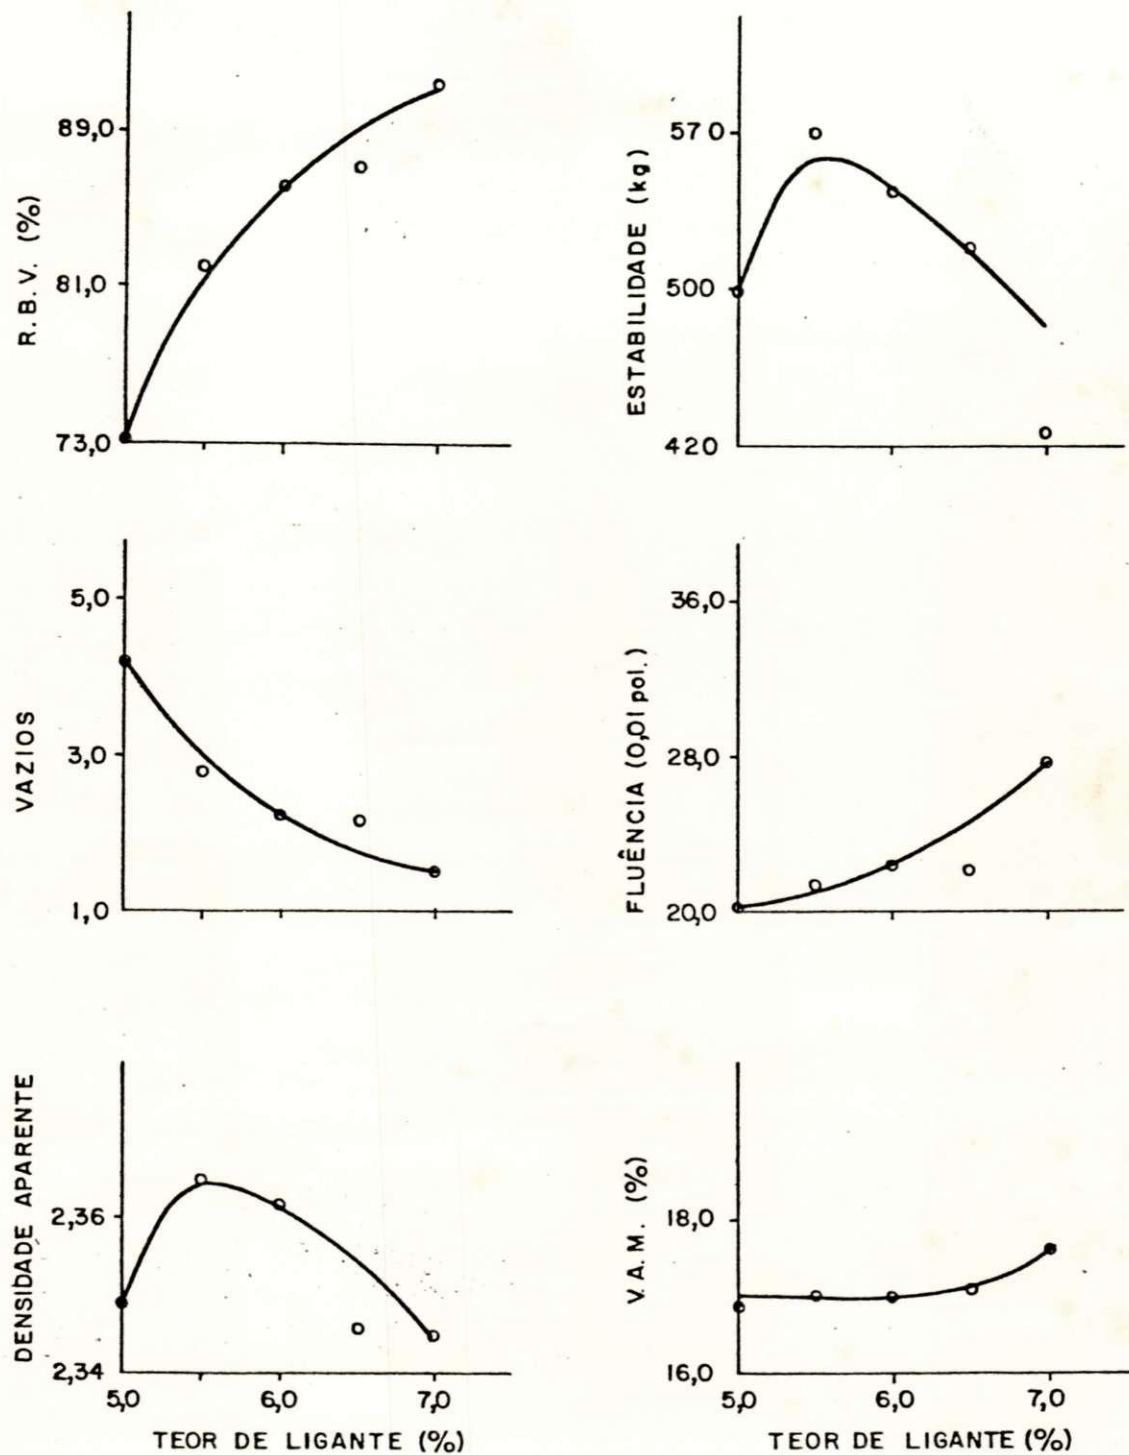 R.B.V. (%)
89,0
81,0
73,0
ESTABILIDADE (kg)
570
500
420
VAZIOS
5,0
3,0
1,0
FLUÊNCIA (0,01 pol.)
36,0
28,0
20,0
DENSIDADE APARENTE
2,36
2,34
5,0 6,0 7,0
TEOR DE LIGANTE (%)
V.A.M. (%)
18,0
16,0
5,0 6,0 7,0
TEOR DE LIGANTE (%)